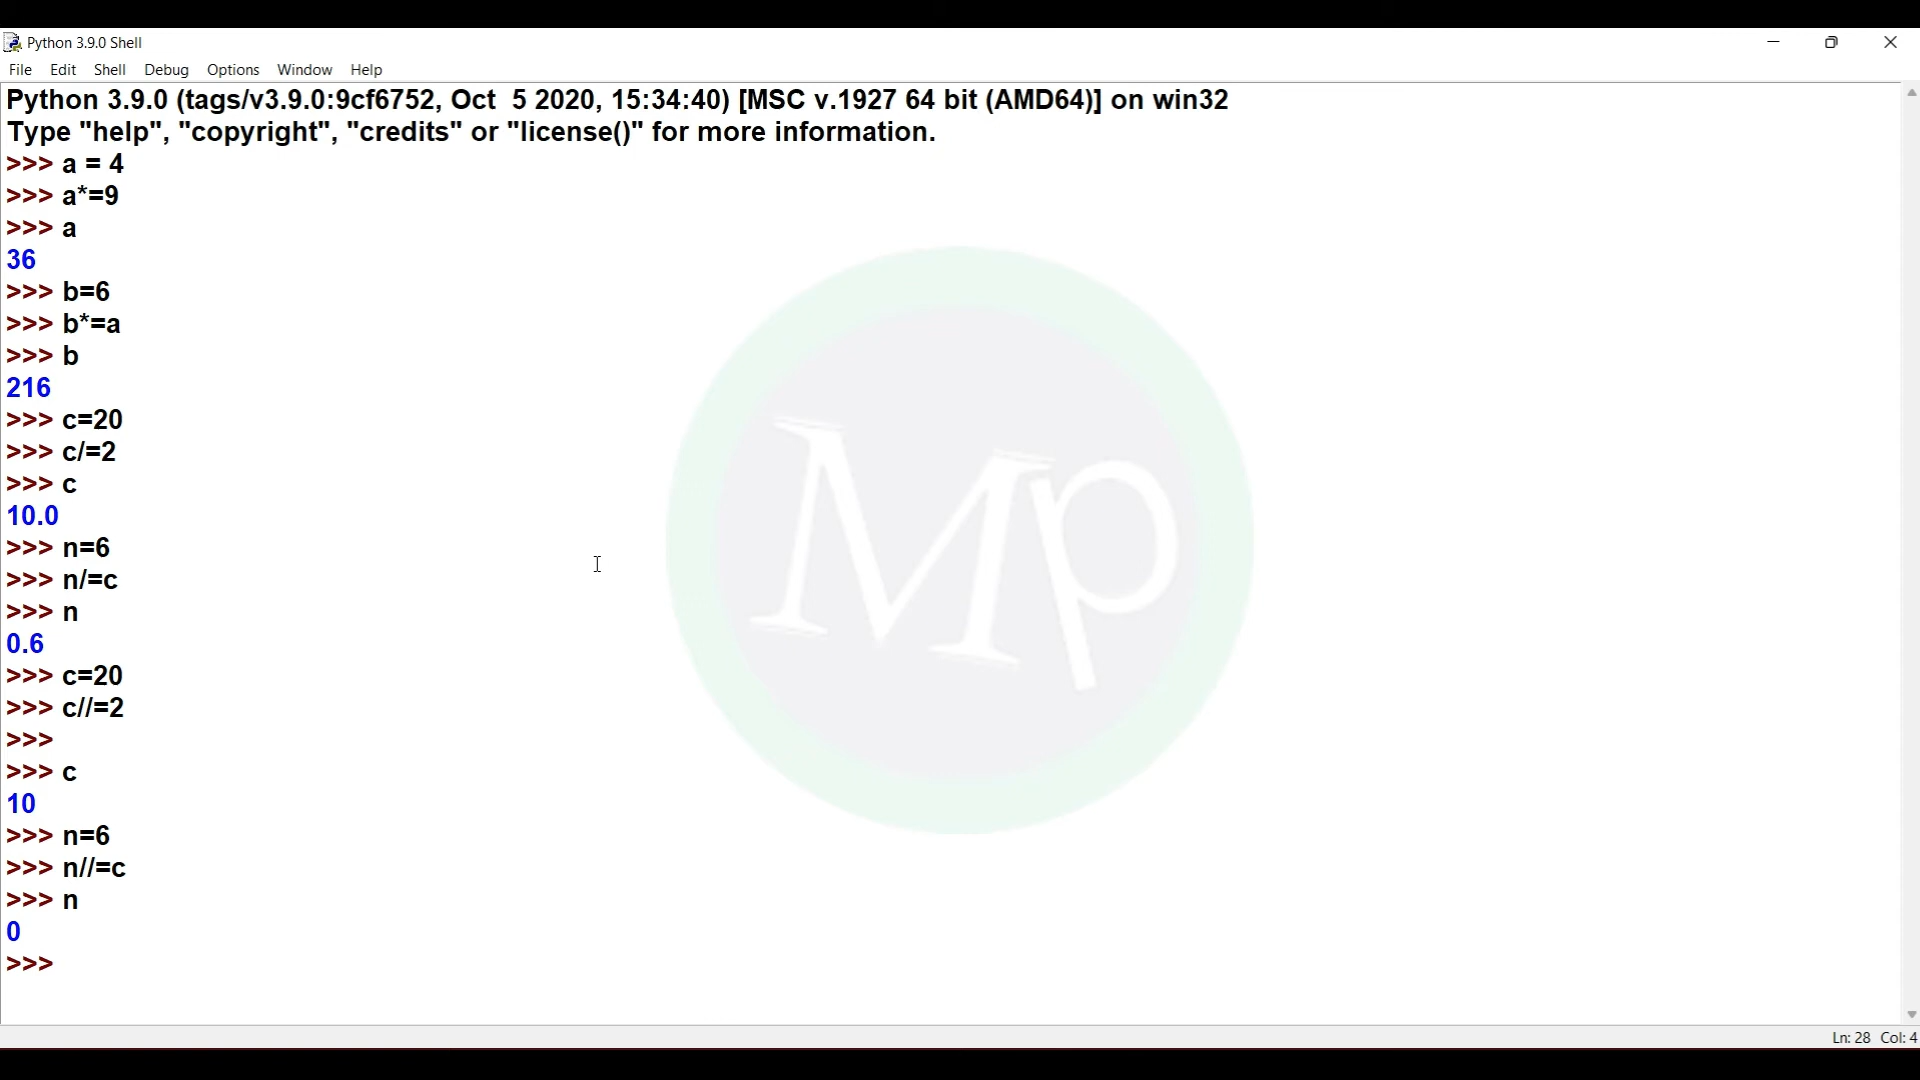 Python 3.9.0 Shell
File Edit Shell Debug Options Window Help
Python 3.9.0 (tags/v3.9.0:9cf6752, Oct  5 2020, 15:34:40) [MSC v.1927 64 bit (AMD64)] on win32
Type "help", "copyright", "credits" or "license()" for more information.
>>> a = 4
>>> a*=9
>>> a
36
>>> b=6
>>> b*=a
>>> b
216
>>> c=20
>>> c/=2
>>> c
10.0
>>> n=6
>>> n/=c
>>> n
0.6
>>> c=20
>>> c//=2
>>>
>>> c
10
>>> n=6
>>> n//=c
>>> n
0
>>>
Mp
Ln: 28 Col: 4